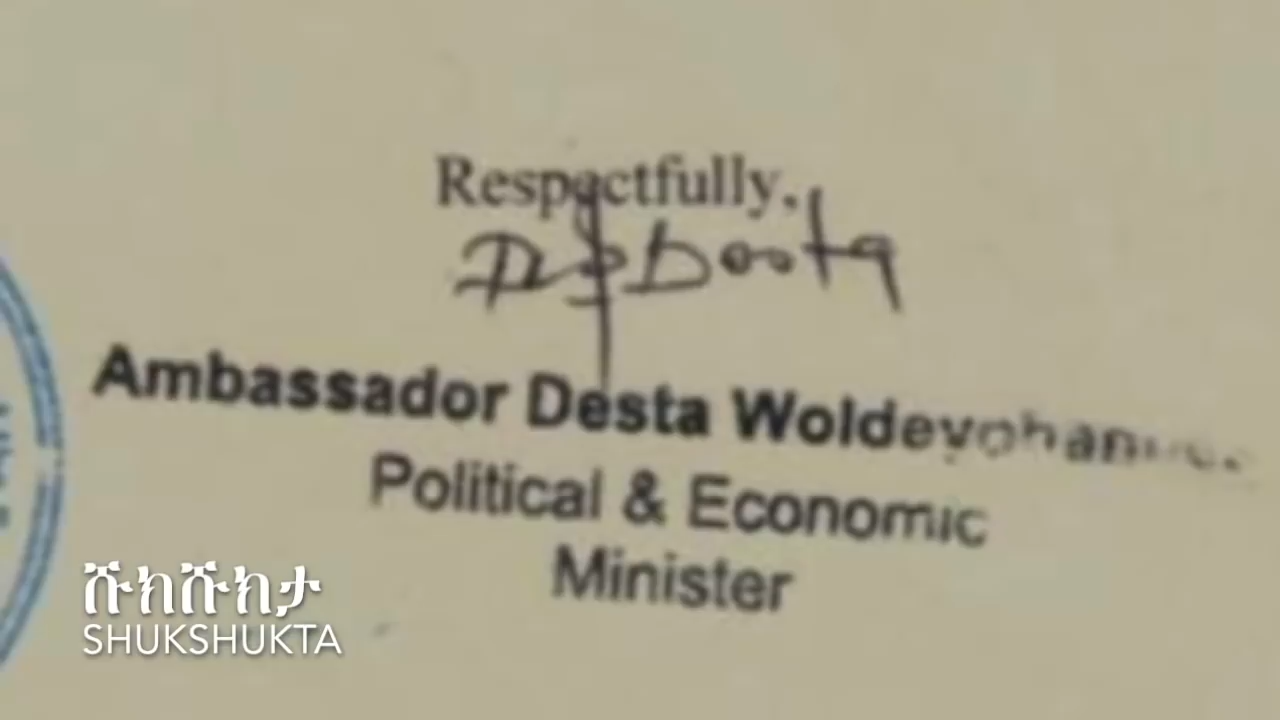 Respectfully,
Ambassador Desta
Political & Economic
Minister
ሹክሹክታ
SHUKSHUKTA